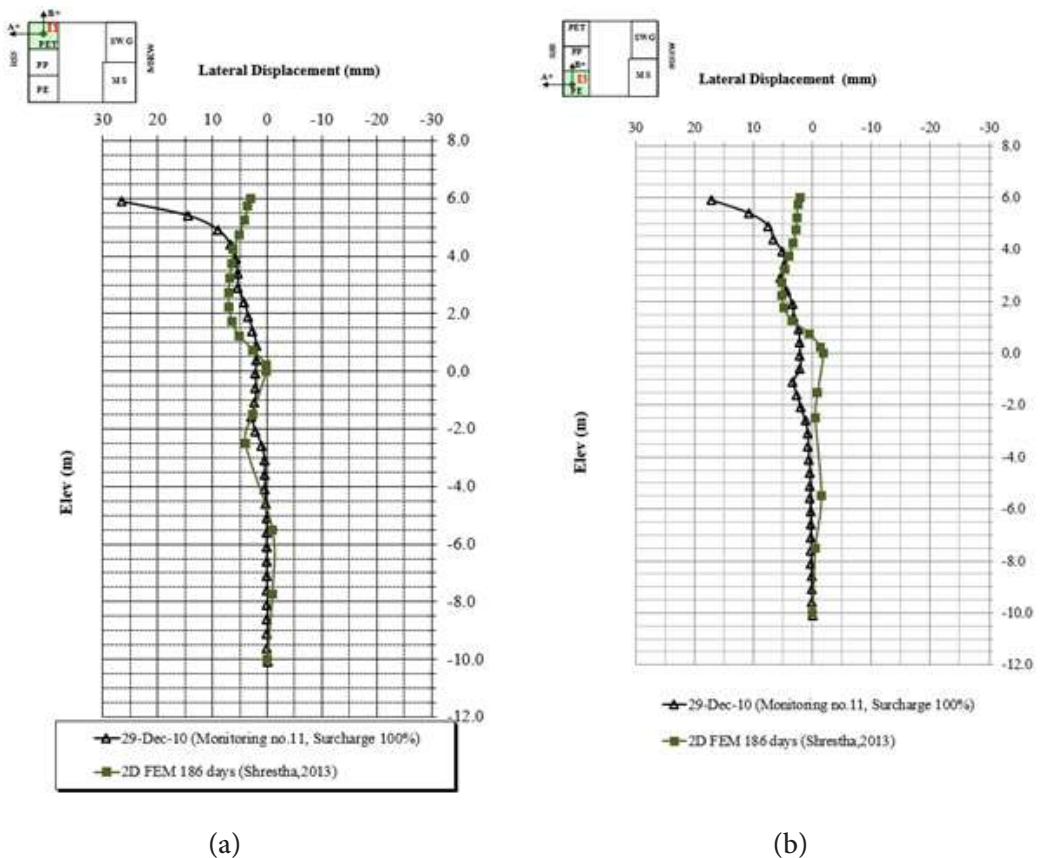 B+
A+
I1
PET
PP
PE
SWG
MS
MSEW
Lateral Displacement (mm)
30 20 10 0 -10 -20 -30
8.0
6.0
4.0
2.0
0.0
-2.0
-4.0
-6.0
-8.0
-10.0
-12.0
Elev (m)
29-Dec-10 (Monitoring no.11, Surcharge 100%)
2D FEM 186 days (Shrestha,2013)
(a)
PET
PP
B+
A+
I3
PE
SWG
MS
Lateral Displacement (mm)
30 20 10 0 -10 -20 -30
8.0
6.0
4.0
2.0
0.0
-2.0
-4.0
-6.0
-8.0
-10.0
-12.0
Elev (m)
29-Dec-10 (Monitoring no.11, Surcharge 100%)
2D FEM 186 days (Shrestha,2013)
(b)